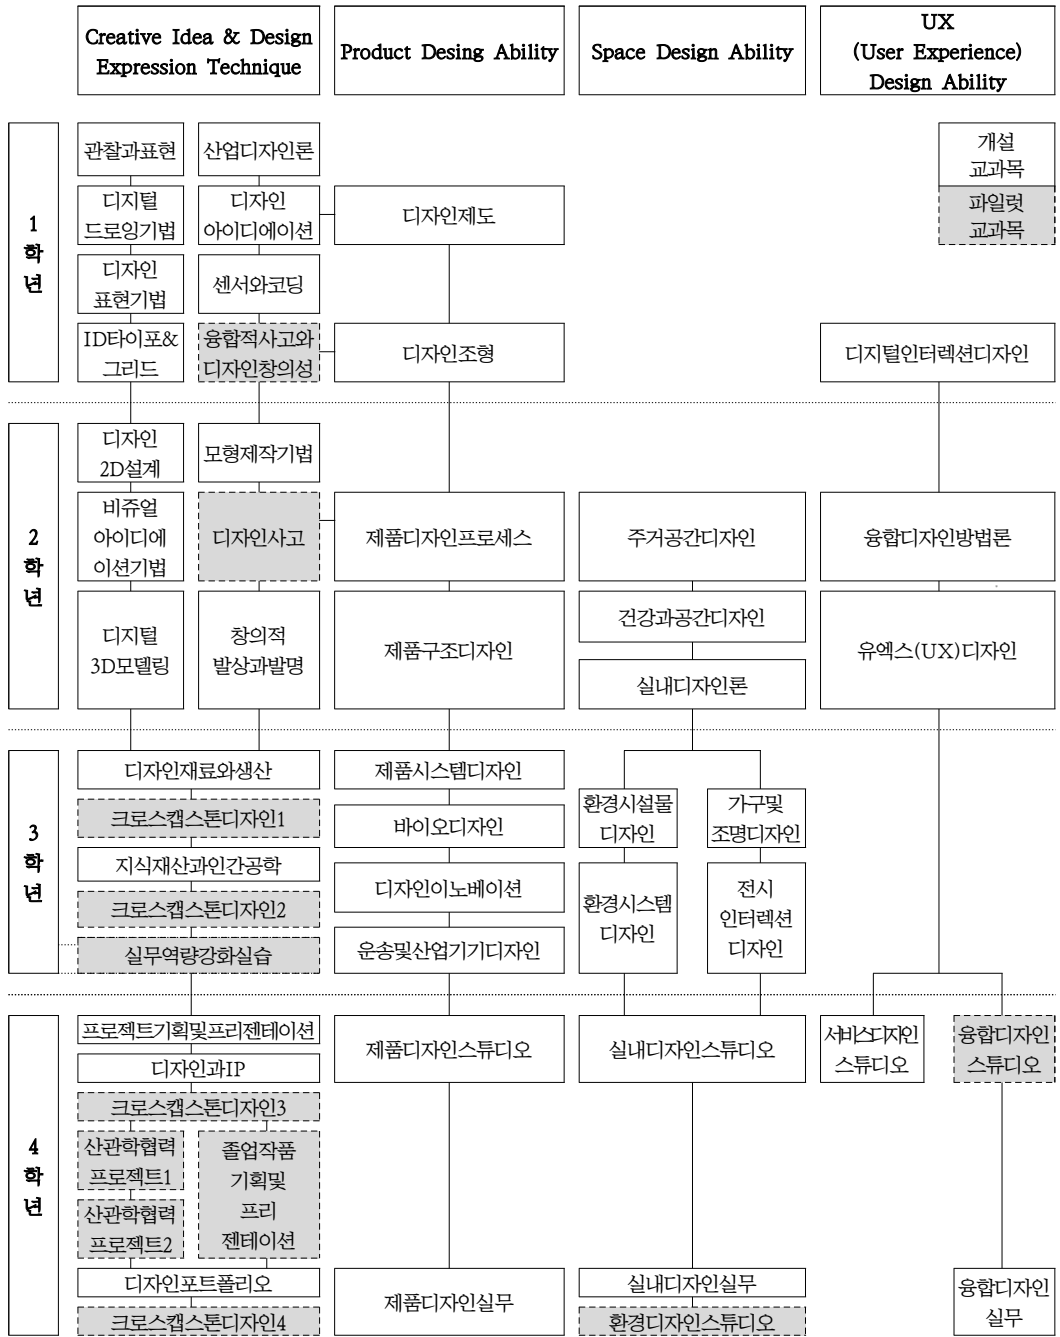 Creative Idea & Design
Expression Technique
Product Desing Ability
Space Design Ability
UX
(User Experience)
Design Ability
1
학
년
관찰과표현
산업디자인론
개설
교과목
디지털
드로잉기법
디자인
아이디에이션
디자인제도
파일럿
교과목
디자인
표현기법
센서와코딩
ID타이포&
그리드
융합적사고와
디자인창의성
디자인조형
디지털인터렉션디자인
2
학
년
디자인
2D설계
모형제작기법
비쥬얼
아이디에
이션기법
디자인사고
제품디자인프로세스
주거공간디자인
융합디자인방법론
디지털
3D모델링
창의적
발상과발명
제품구조디자인
건강과공간디자인
실내디자인론
유엑스(UX)디자인
3
학
년
디자인재료와생산
크로스캡스톤디자인1
지식재산과인간공학
크로스캡스톤디자인2
실무역량강화실습
제품시스템디자인
바이오디자인
디자인이노베이션
운송및산업기기디자인
환경시설물
디자인
가구및
조명디자인
환경시스템
디자인
전시
인터렉션
디자인
4
학
년
프로젝트기획및프리젠테이션
디자인과IP
크로스캡스톤디자인3
산관학협력
프로젝트1
산관학협력
프로젝트2
졸업작품
기획및
프리
젠테이션
디자인포트폴리오
크로스캡스톤디자인4
제품디자인스튜디오
제품디자인실무
실내디자인스튜디오
실내디자인실무
환경디자인스튜디오
서비스디자인
스튜디오
융합디자인
스튜디오
융합디자인
실무